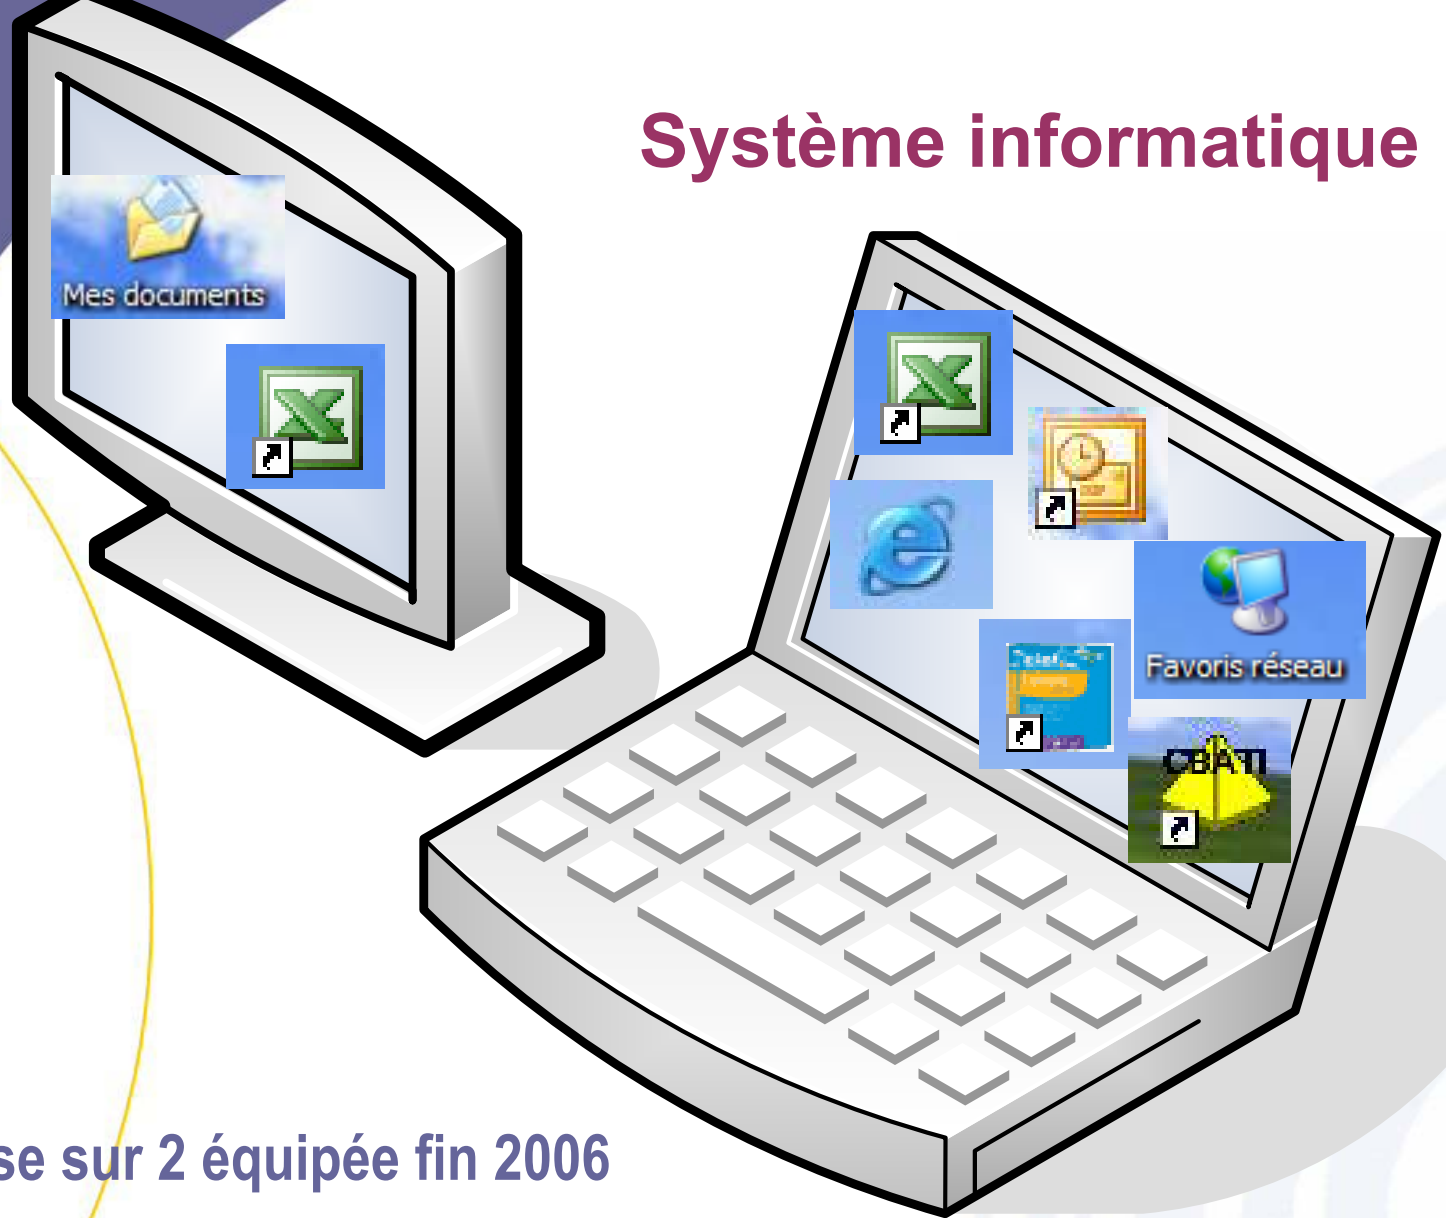 Système informatique
Mes documents
Favoris réseau
CBATI
se sur 2 équipée fin 2006